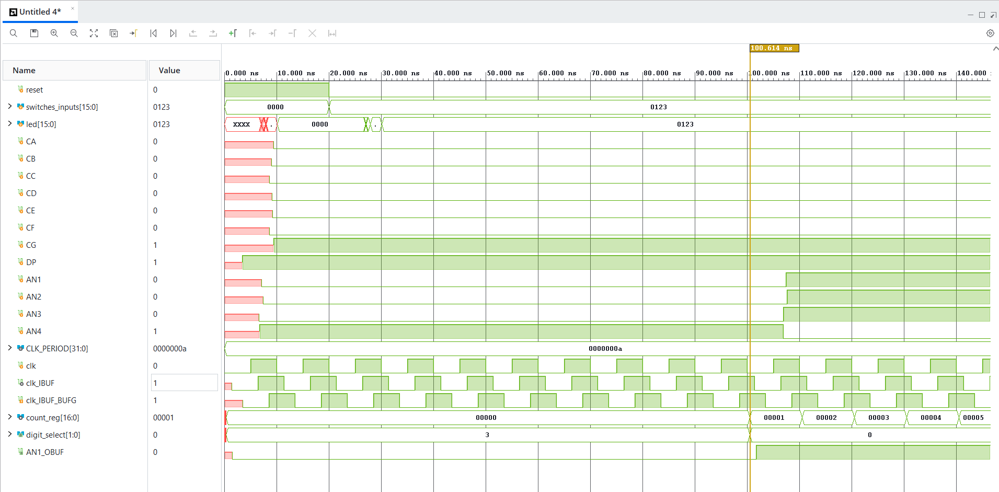 Untitled 4*
100.614 ns
Name Value
0.000 ns 10.000 ns 20.000 ns 30.000 ns 40.000 ns 50.000 ns 60.000 ns 70.000 ns 80.000 ns 90.000 ns 100.000 ns 110.000 ns 120.000 ns 130.000 ns 140.000
reset 0
switches_inputs[15:0] 0123 0000 0123
led[15:0] 0123 XXXX . 0000 . 0123
CA 0
CB 0
CC 0
CD 0
CE 0
CF 0
CG 1
DP 1
AN1 0
AN2 0
AN3 0
AN4 1
CLK_PERIOD[31:0] 0000000a 0000000a
clk 0
clk_IBUF 1
clk_IBUF_BUFG 1
count_reg[16:0] 00001 00000 00001 00002 00003 00004 00005
digit_select[1:0] 0 3 0
AN1_OBUF 0